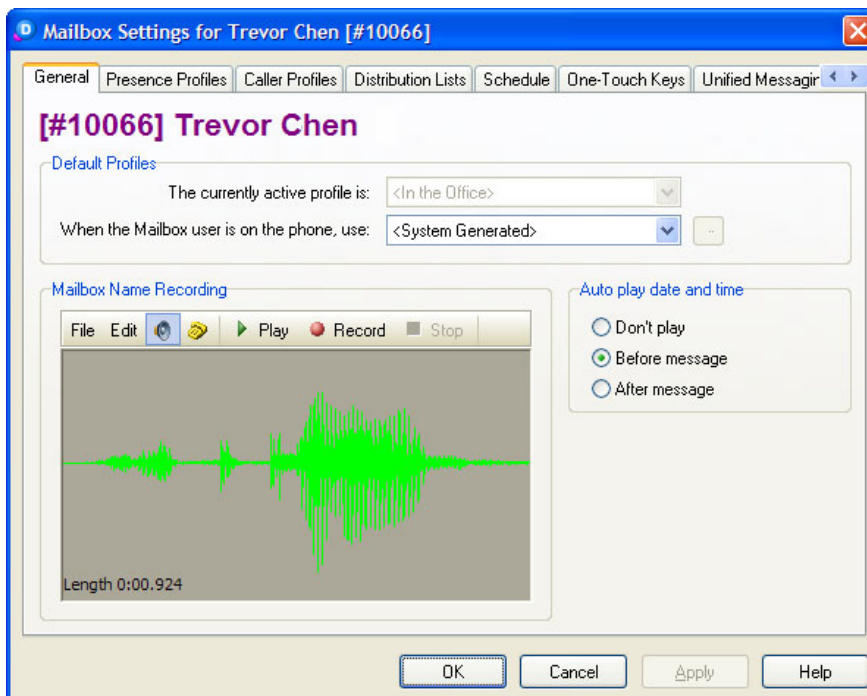 Mailbox Settings for Trevor Chen [#10066]
General Presence Profiles Caller Profiles Distribution Lists Schedule One-Touch Keys Unified Messagin
[#10066] Trevor Chen
Default Profiles
The currently active profile is: <In the Office>
When the Mailbox user is on the phone, use: <System Generated> ..
Mailbox Name Recording
File Edit Play Record Stop
Length 0:00.924
Auto play date and time
Don't play
Before message
After message
OK Cancel Apply Help